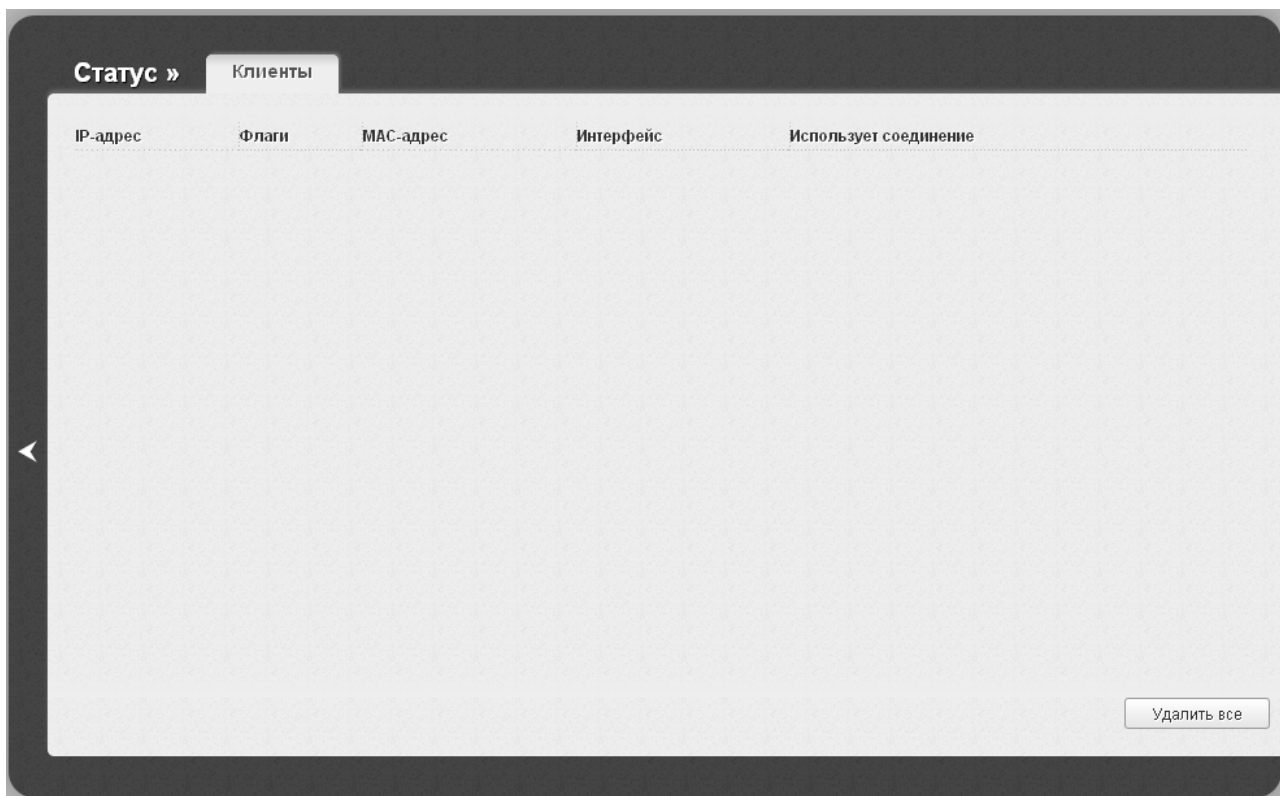 Статус » Клиенты
IP-адрес Флаги MAC-адрес Интерфейс Использует соединение
Удалить все